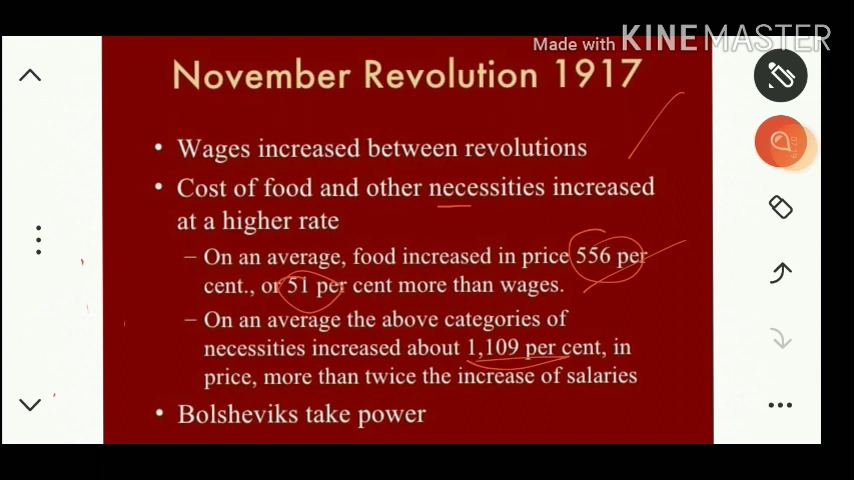 Made with KINEMASTER
November Revolution 1917
• Wages increased between revolutions
• Cost of food and other necessities increased
at a higher rate
– On an average, food increased in price 556 per
cent., or 51 per cent more than wages.
– On an average the above categories of
necessities increased about 1,109 per cent, in
price, more than twice the increase of salaries
• Bolsheviks take power